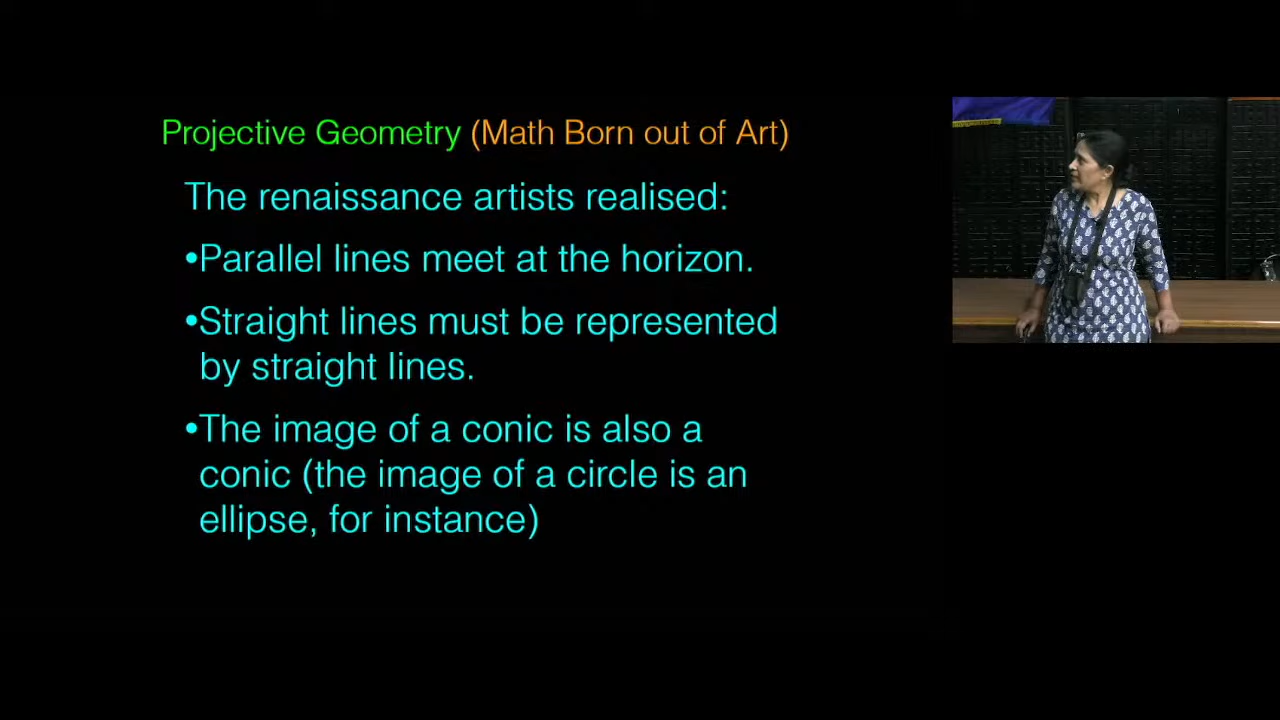 Projective Geometry (Math Born out of Art)
The renaissance artists realised:
•Parallel lines meet at the horizon.
•Straight lines must be represented
by straight lines.
•The image of a conic is also a
conic (the image of a circle is an
ellipse, for instance)